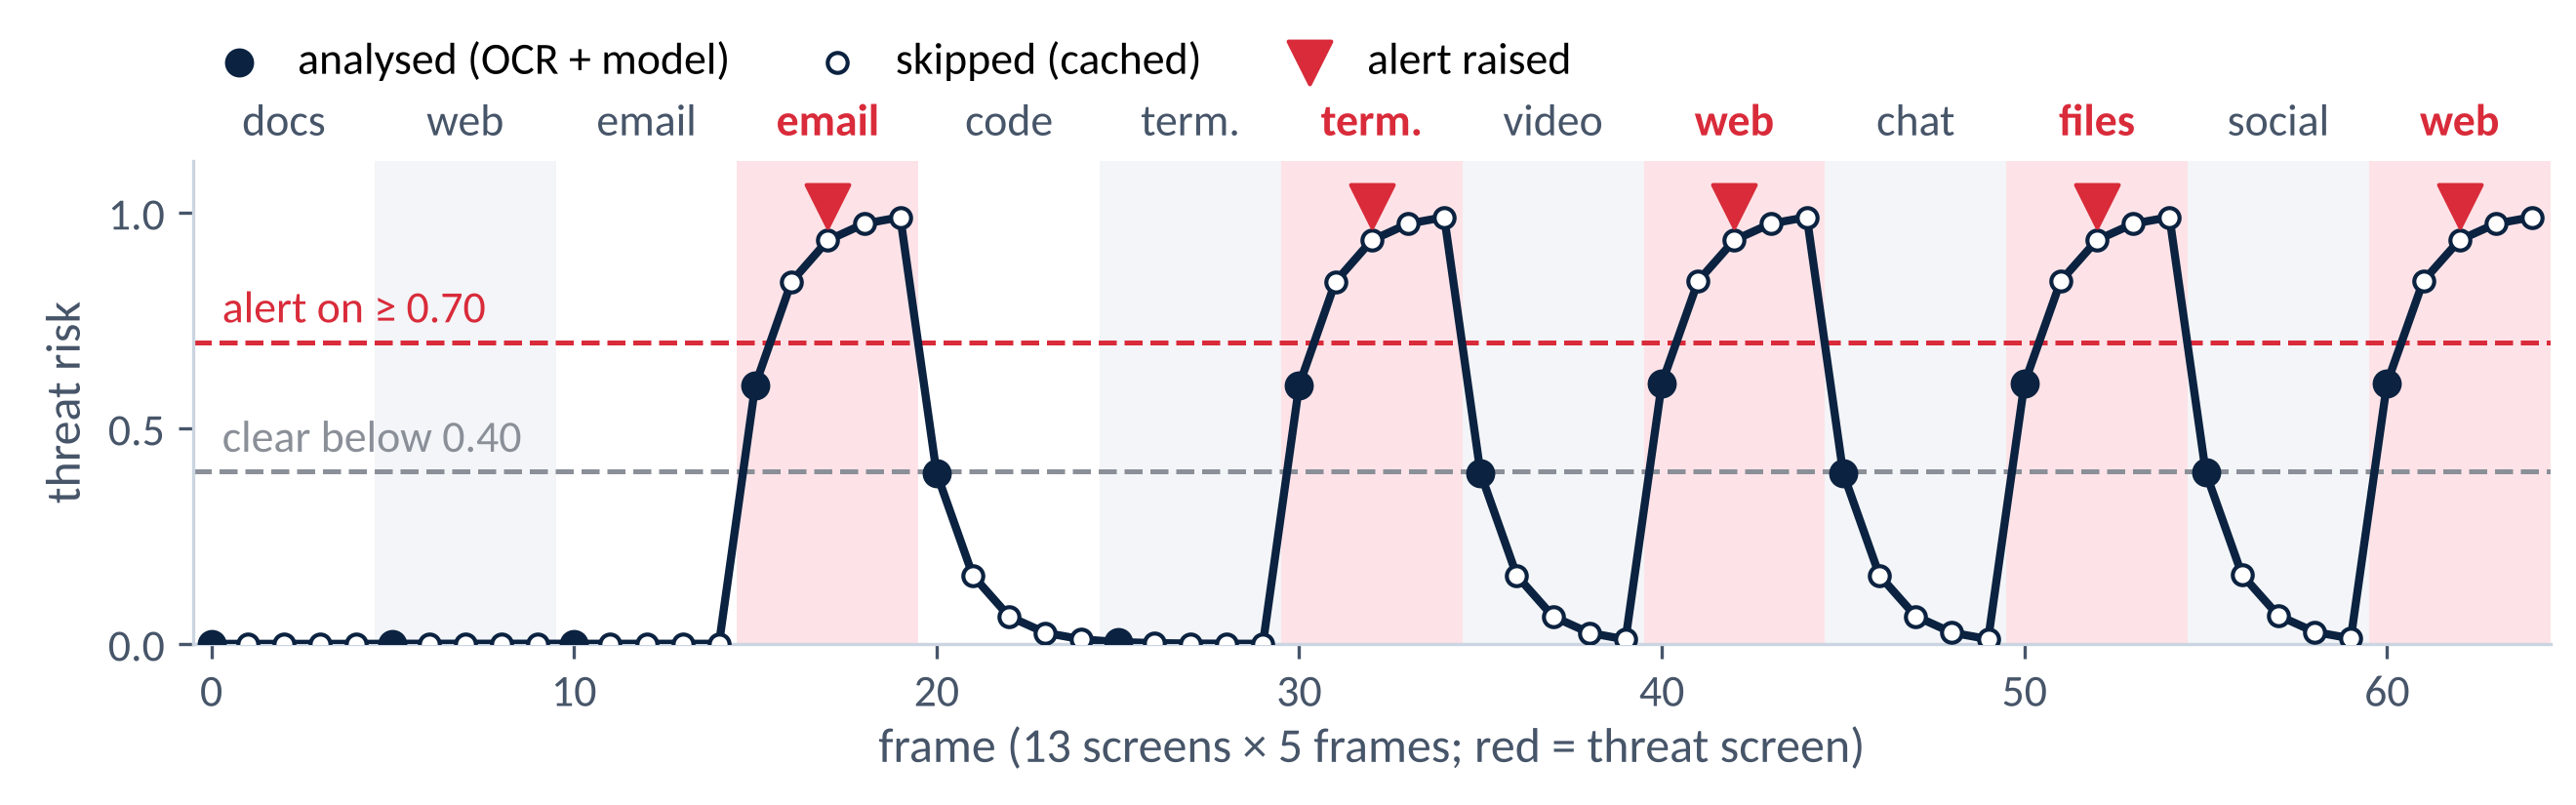 analysed (OCR + model) skipped (cached) alert raised
docs web email email code term. term. video web chat files social web
1.0
alert on ≥ 0.70
0.5
clear below 0.40
0.0
threat risk
0 10 20 30 40 50 60
frame (13 screens × 5 frames; red = threat screen)